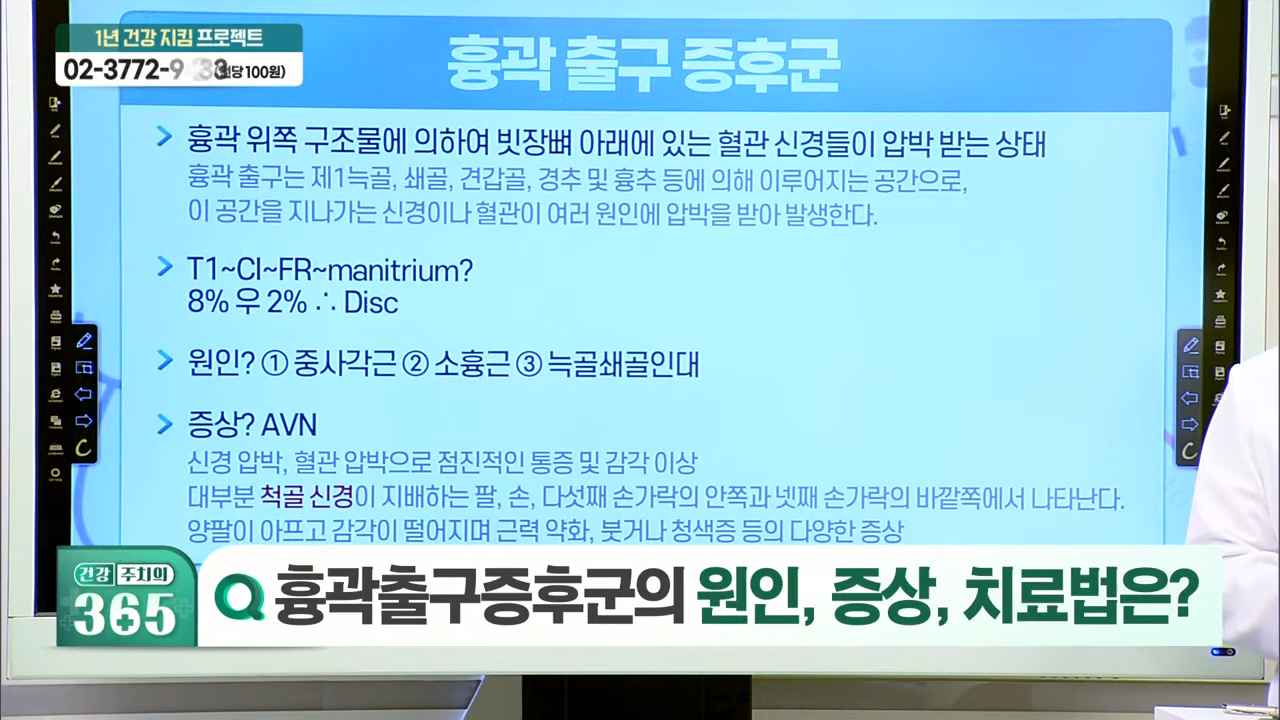 1년 건강 지킴 프로젝트
02-3772-9 33 당 100원)
흉곽 출구 증후군
흉곽 위쪽 구조물에 의하여 빗장뼈 아래에 있는 혈관 신경들이 압박 받는 상태
흉곽 출구는 제1늑골, 쇄골, 견갑골, 경추 및 흉추 등에 의해 이루어지는 공간으로,
이 공간을 지나가는 신경이나 혈관이 여러 원인에 압박을 받아 발생한다.
T1~CI~FR~manitrium?
8% 우 2% ∴ Disc
원인? ① 중사각근 ② 소흉근 ③ 늑골쇄골인대
증상? AVN
신경 압박, 혈관 압박으로 점진적인 통증 및 감각 이상
대부분 척골 신경이 지배하는 팔, 손, 다섯째 손가락의 안쪽과 넷째 손가락의 바깥쪽에서 나타난다.
양팔이 아프고 감각이 떨어지며 근력 약화, 붓거나 청색증 등의 다양한 증상
건강 주치의
365
Q 흉곽출구증후군의 원인, 증상, 치료법은?